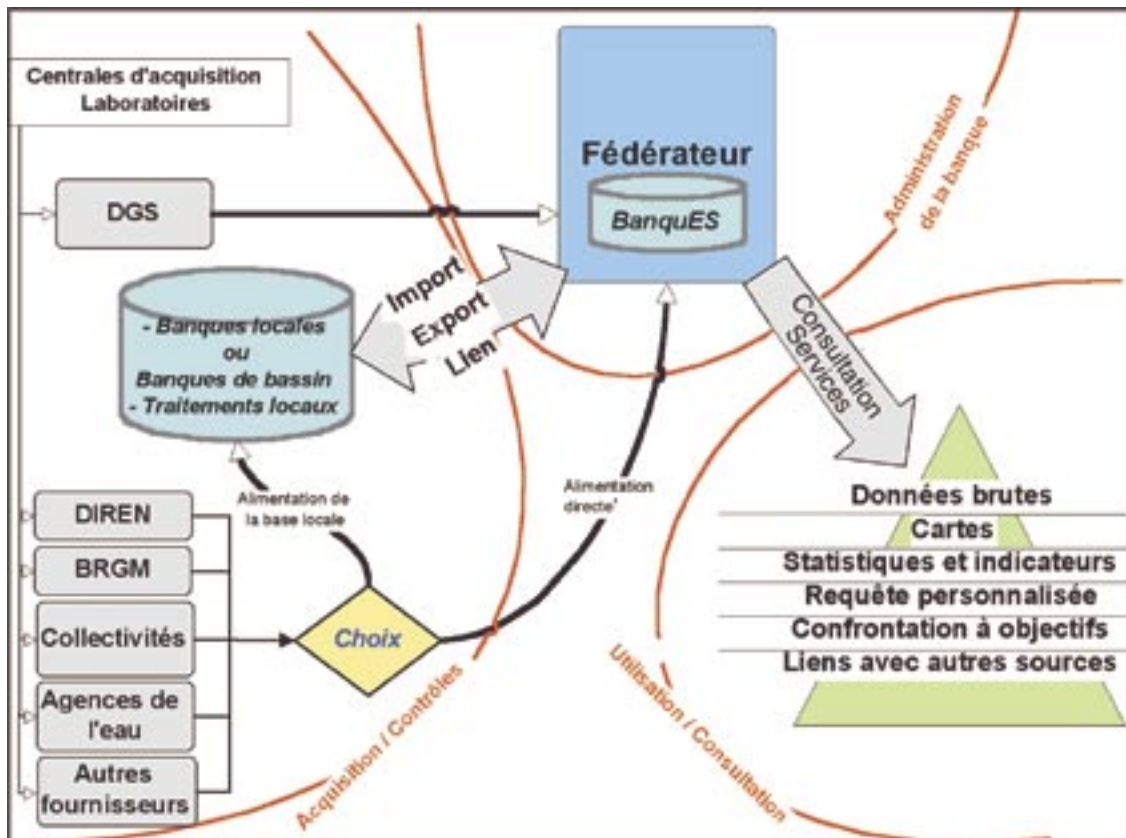 Centrales d'acquisition
Laboratoires
DGS
Fédérateur
BanquES
Administration
de la banque
Import
Export
Lien
- Banques locales
ou
Banques de bassin
- Traitements locaux
Consultation
Services
Alimentation de
la base locale
Alimentation
directe¹
DIREN
BRGM
Collectivités
Agences de
l'eau
Autres
fournisseurs
Choix
Données brutes
Cartes
Statistiques et indicateurs
Requête personnalisée
Confrontation à objectifs
Liens avec autres sources
Acquisition / Contrôles
Utilisation / Consultation